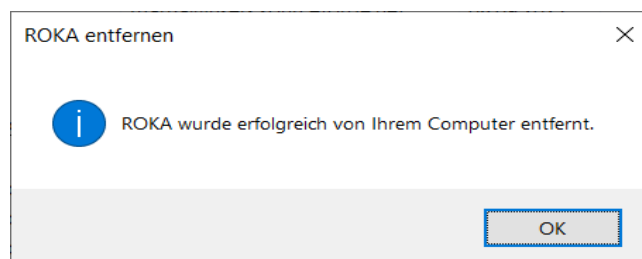 ROKA entfernen
ROKA wurde erfolgreich von Ihrem Computer entfernt.
OK